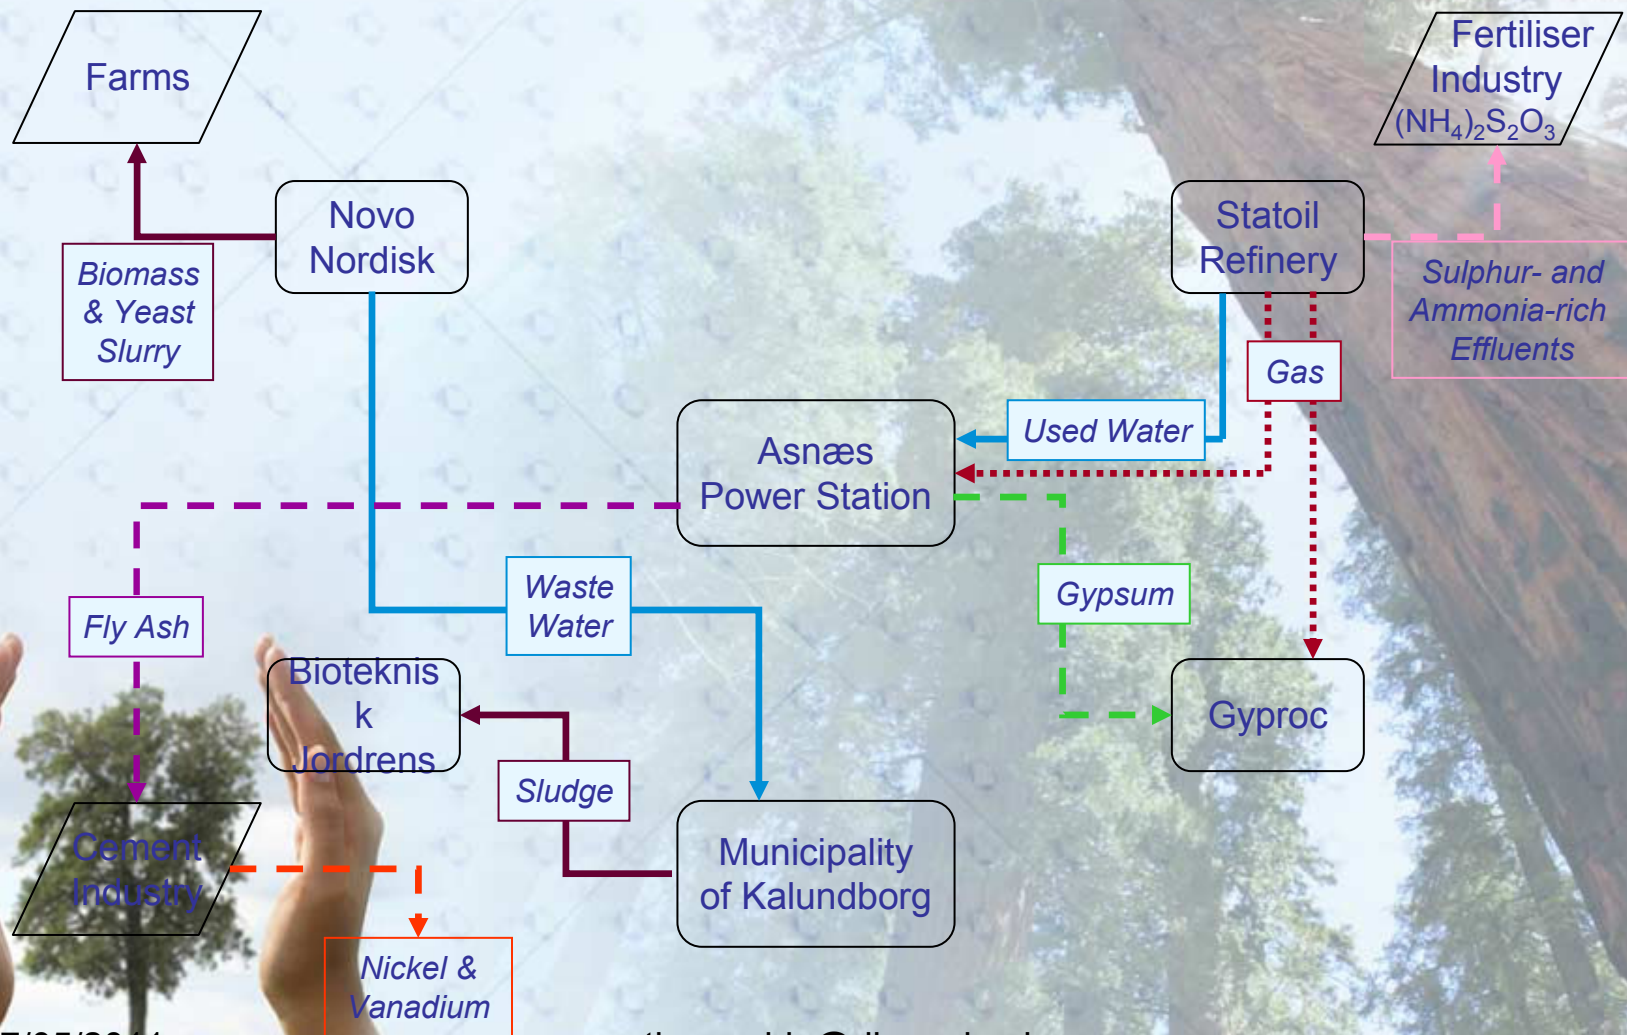 Farms
Fertiliser
Industry
(NH₄)₂S₂O₃
Novo
Nordisk
Statoil
Refinery
Biomass
& Yeast
Slurry
Sulphur- and
Ammonia-rich
Effluents
Gas
Used Water
Asnæs
Power Station
Waste
Water
Gypsum
Fly Ash
Bioteknis
k
Jordrens
Gyproc
Sludge
Cement
Industry
Municipality
of Kalundborg
Nickel &
Vanadium